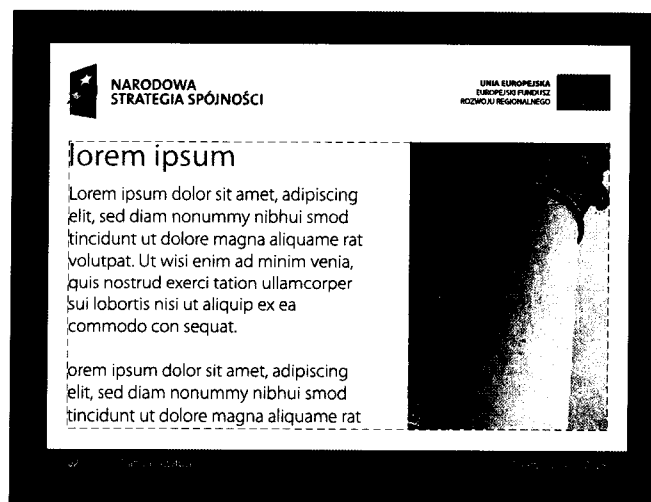 NARODOWA
STRATEGIA SPÓJNOŚCI
UNIA EUROPEJSKA
EUROPEJSKI FUNDUSZ
ROZWOJU REGIONALNEGO
lorem ipsum
Lorem ipsum dolor sit amet, adipiscing
elit, sed diam nonummy nibhui smod
tincidunt ut dolore magna aliquame rat
volutpat. Ut wisi enim ad minim venia,
quis nostrud exerci tation ullamcorper
sui lobortis nisi ut aliquip ex ea
commodo con sequat.
orem ipsum dolor sit amet, adipiscing
elit, sed diam nonummy nibhui smod
tincidunt ut dolore magna aliquame rat